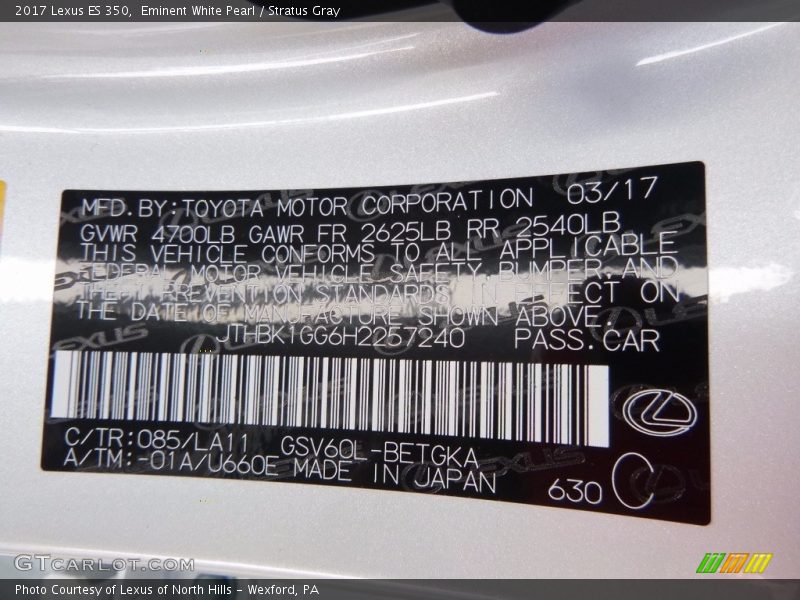 2017 Lexus ES 350,  Eminent White Pearl / Stratus Gray
MFD.BY:TOYOTA MOTOR CORPORATION 03/17
GVWR 4700LB GAWR FR 2625LB RR 2540LB
THIS VEHICLE CONFORMS TO ALL APPLICABLE
FEDERAL MOTOR VEHICLE SAFETY,BUMPER,AND
THEFT PREVENTION STANDARDS IN EFFECT ON
THE DATE OF MANUFACTURE SHOWN ABOVE.
JTHBK1GG6H2257240 PASS.CAR
C/TR:085/LA11 GSV60L-BETGKA
A/TM:-01A/U660E MADE IN JAPAN
630 C
GTCARLOT.COM
Photo Courtesy of Lexus of North Hills - Wexford, PA